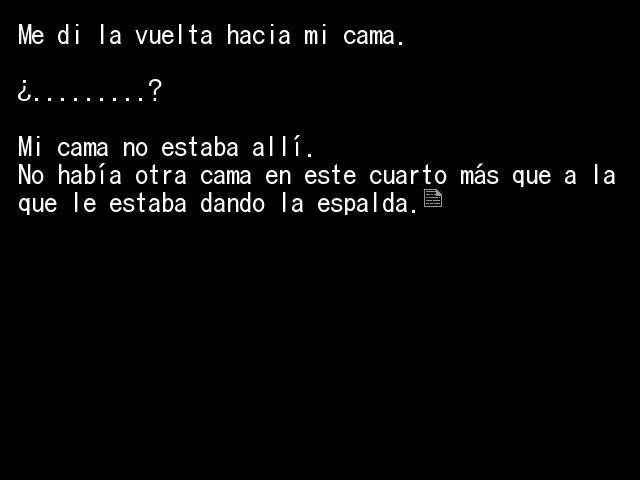 Me di la vuelta hacia mi cama.
¿.........?
Mi cama no estaba allí.
No había otra cama en este cuarto más que a la
que le estaba dando la espalda.